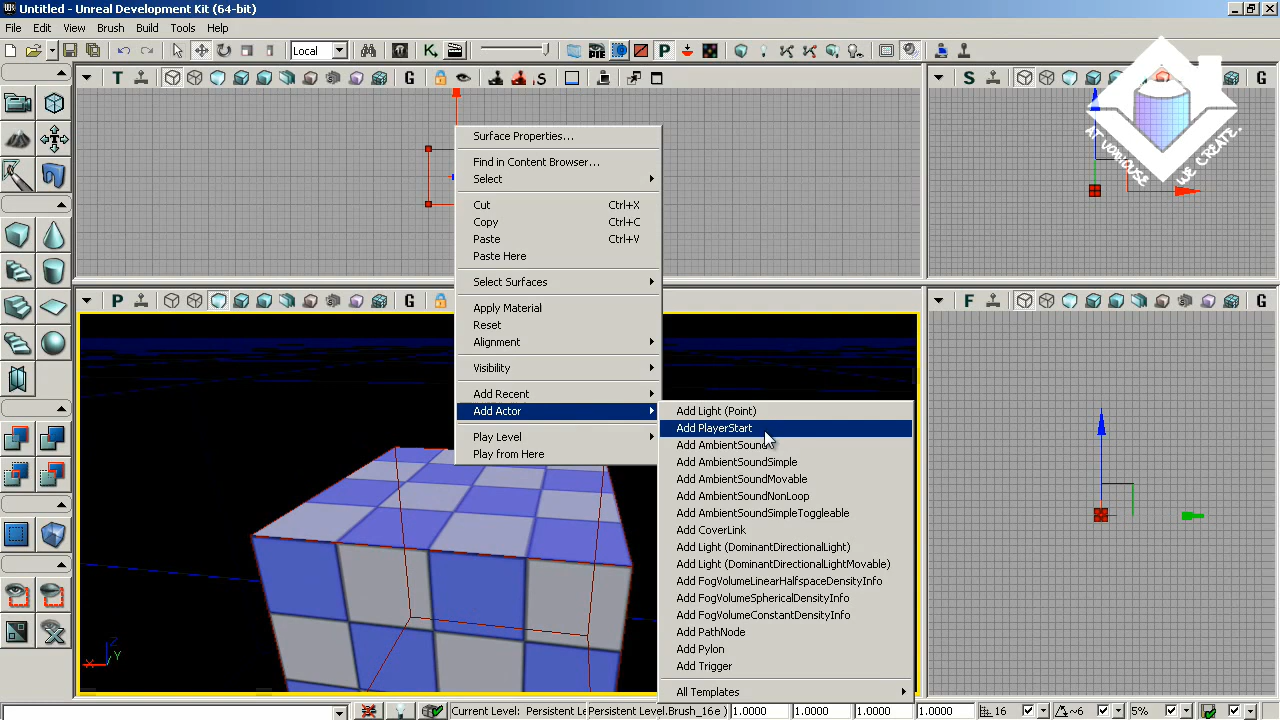 Untitled - Unreal Development Kit (64-bit)
File Edit View Brush Build Tools Help
Local
T G S S G
AT VORHOUSE WE CREATE.
Surface Properties...
Find in Content Browser...
Select
Cut Ctrl+X
Copy Ctrl+C
Paste Ctrl+V
Paste Here
Select Surfaces
P G F G
Apply Material
Reset
Alignment
Visibility
Add Recent
Add Actor
Play Level
Play from Here
Add Light (Point)
Add PlayerStart
Add AmbientSound
Add AmbientSoundSimple
Add AmbientSoundMovable
Add AmbientSoundNonLoop
Add AmbientSoundSimpleToggleable
Add CoverLink
Add Light (DominantDirectionalLight)
Add Light (DominantDirectionalLightMovable)
Add FogVolumeLinearHalfspaceDensityInfo
Add FogVolumeSphericalDensityInfo
Add FogVolumeConstantDensityInfo
Add PathNode
Add Pylon
Add Trigger
All Templates
Z
X Y
Current Level: Persistent Le Persistent Level.Brush_16e ) 1.0000 1.0000 1.0000 1.0000 16 ~6 5%